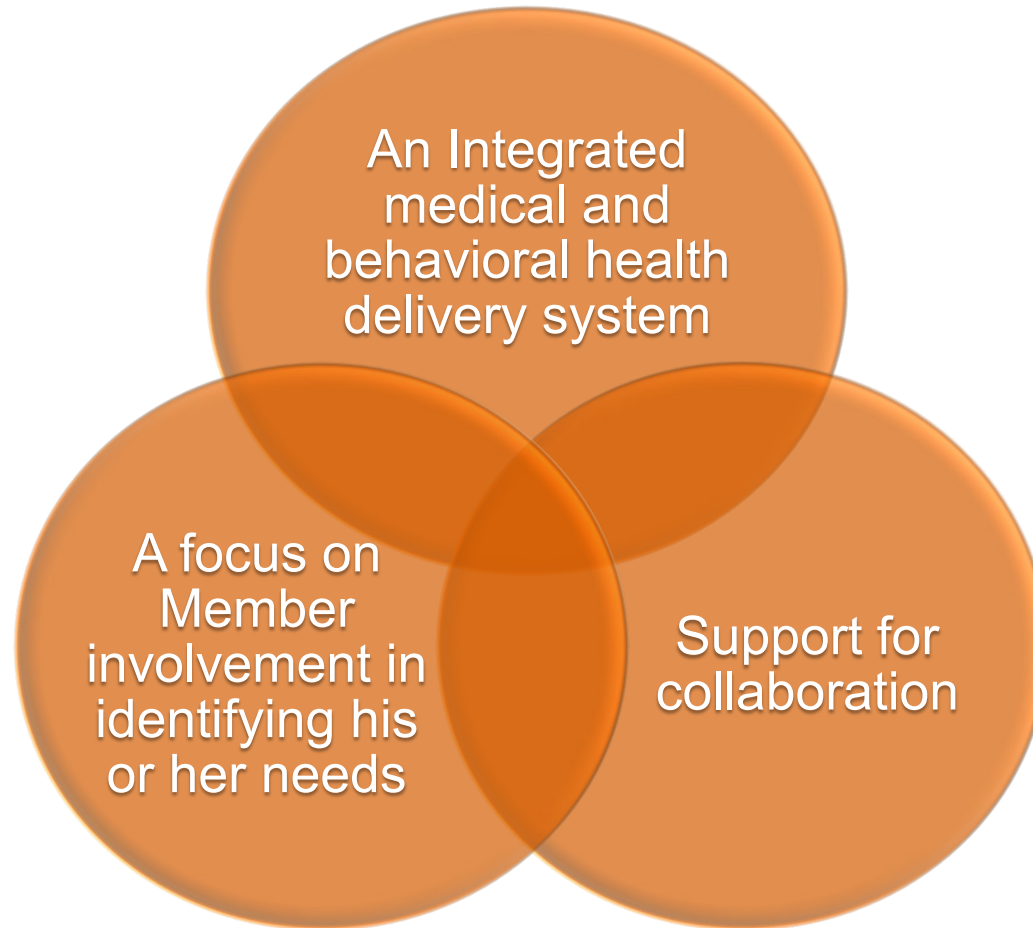 An Integrated
medical and
behavioral health
delivery system
A focus on
Member
involvement in
identifying his
or her needs
Support for
collaboration